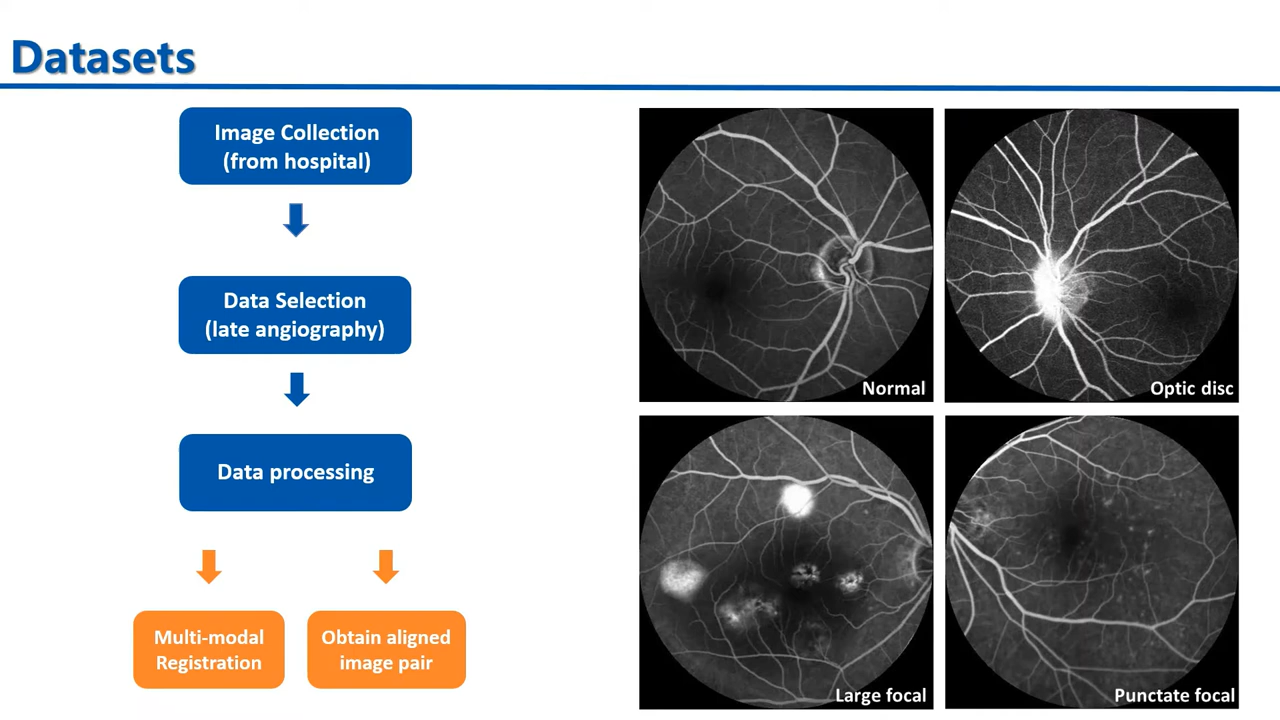 Datasets
Image Collection
(from hospital)
Data Selection
(late angiography)
Data processing
Multi-modal
Registration
Obtain aligned
image pair
Normal
Optic disc
Large focal
Punctate focal